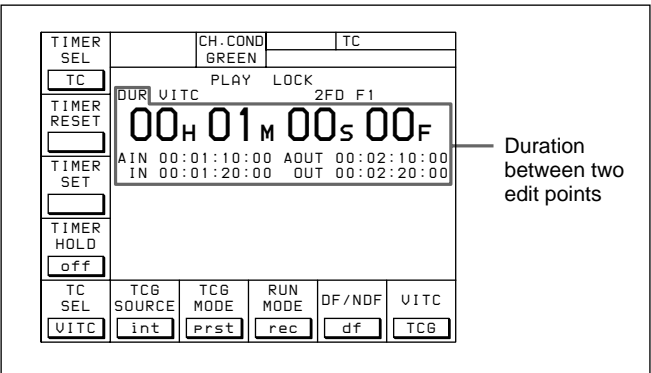 TIMER
SEL
TC
CH.COND
GREEN
TC
PLAY LOCK
DUR VITC 2FD F1
00H 01M 00S 00F
AIN 00:01:10:00 AOUT 00:02:10:00
IN 00:01:20:00 OUT 00:02:20:00
TIMER
RESET
TIMER
SET
TIMER
HOLD
off
Duration
between two
edit points
TC
SEL
VITC
TCG
SOURCE
int
TCG
MODE
prst
RUN
MODE
rec
DF/NDF
df
VITC
TCG